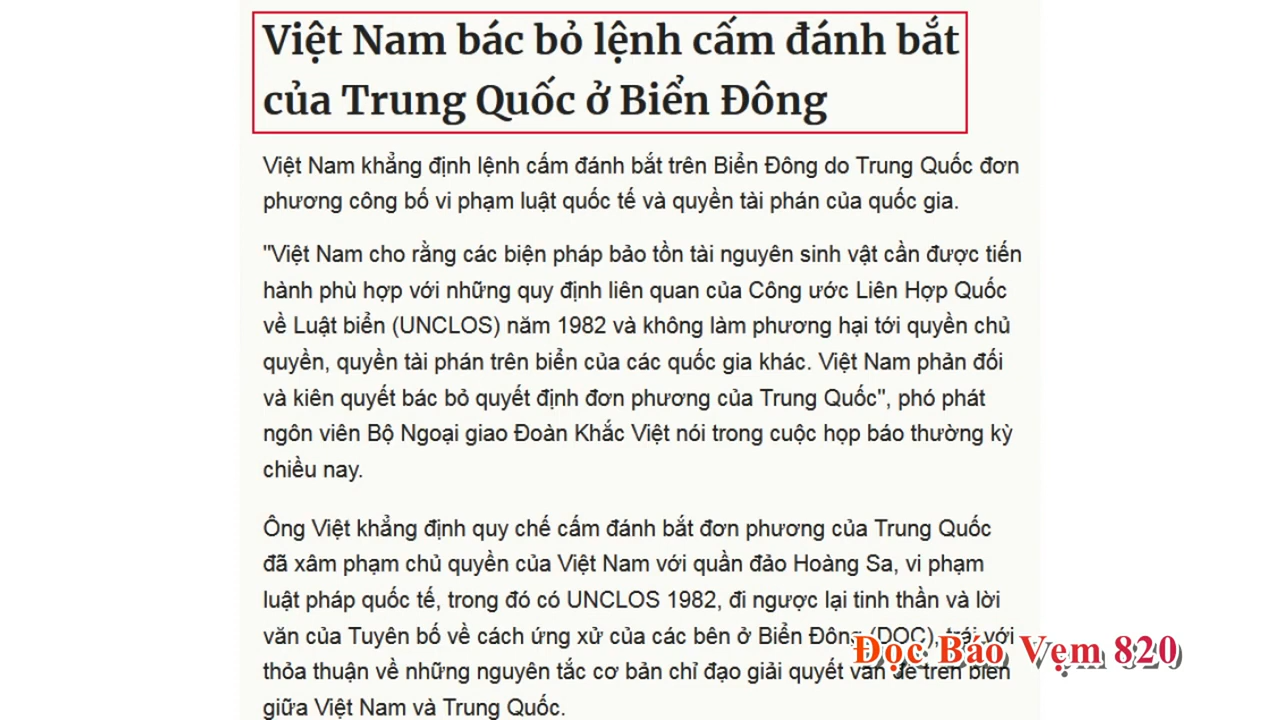 Việt Nam bác bỏ lệnh cấm đánh bắt
của Trung Quốc ở Biển Đông
Việt Nam khẳng định lệnh cấm đánh bắt trên Biển Đông do Trung Quốc đơn
phương công bố vi phạm luật quốc tế và quyền tài phán của quốc gia.
"Việt Nam cho rằng các biện pháp bảo tồn tài nguyên sinh vật cần được tiến
hành phù hợp với những quy định liên quan của Công ước Liên Hợp Quốc
về Luật biển (UNCLOS) năm 1982 và không làm phương hại tới quyền chủ
quyền, quyền tài phán trên biển của các quốc gia khác. Việt Nam phản đối
và kiên quyết bác bỏ quyết định đơn phương của Trung Quốc", phó phát
ngôn viên Bộ Ngoại giao Đoàn Khắc Việt nói trong cuộc họp báo thường kỳ
chiều nay.
Ông Việt khẳng định quy chế cấm đánh bắt đơn phương của Trung Quốc
đã xâm phạm chủ quyền của Việt Nam với quần đảo Hoàng Sa, vi phạm
luật pháp quốc tế, trong đó có UNCLOS 1982, đi ngược lại tinh thần và lời
văn của Tuyên bố về cách ứng xử của các bên ở Biển Đông (DOC), trái với
thỏa thuận về những nguyên tắc cơ bản chỉ đạo giải quyết vấn đề trên biển
giữa Việt Nam và Trung Quốc.
Đọc Báo Vẹm 820